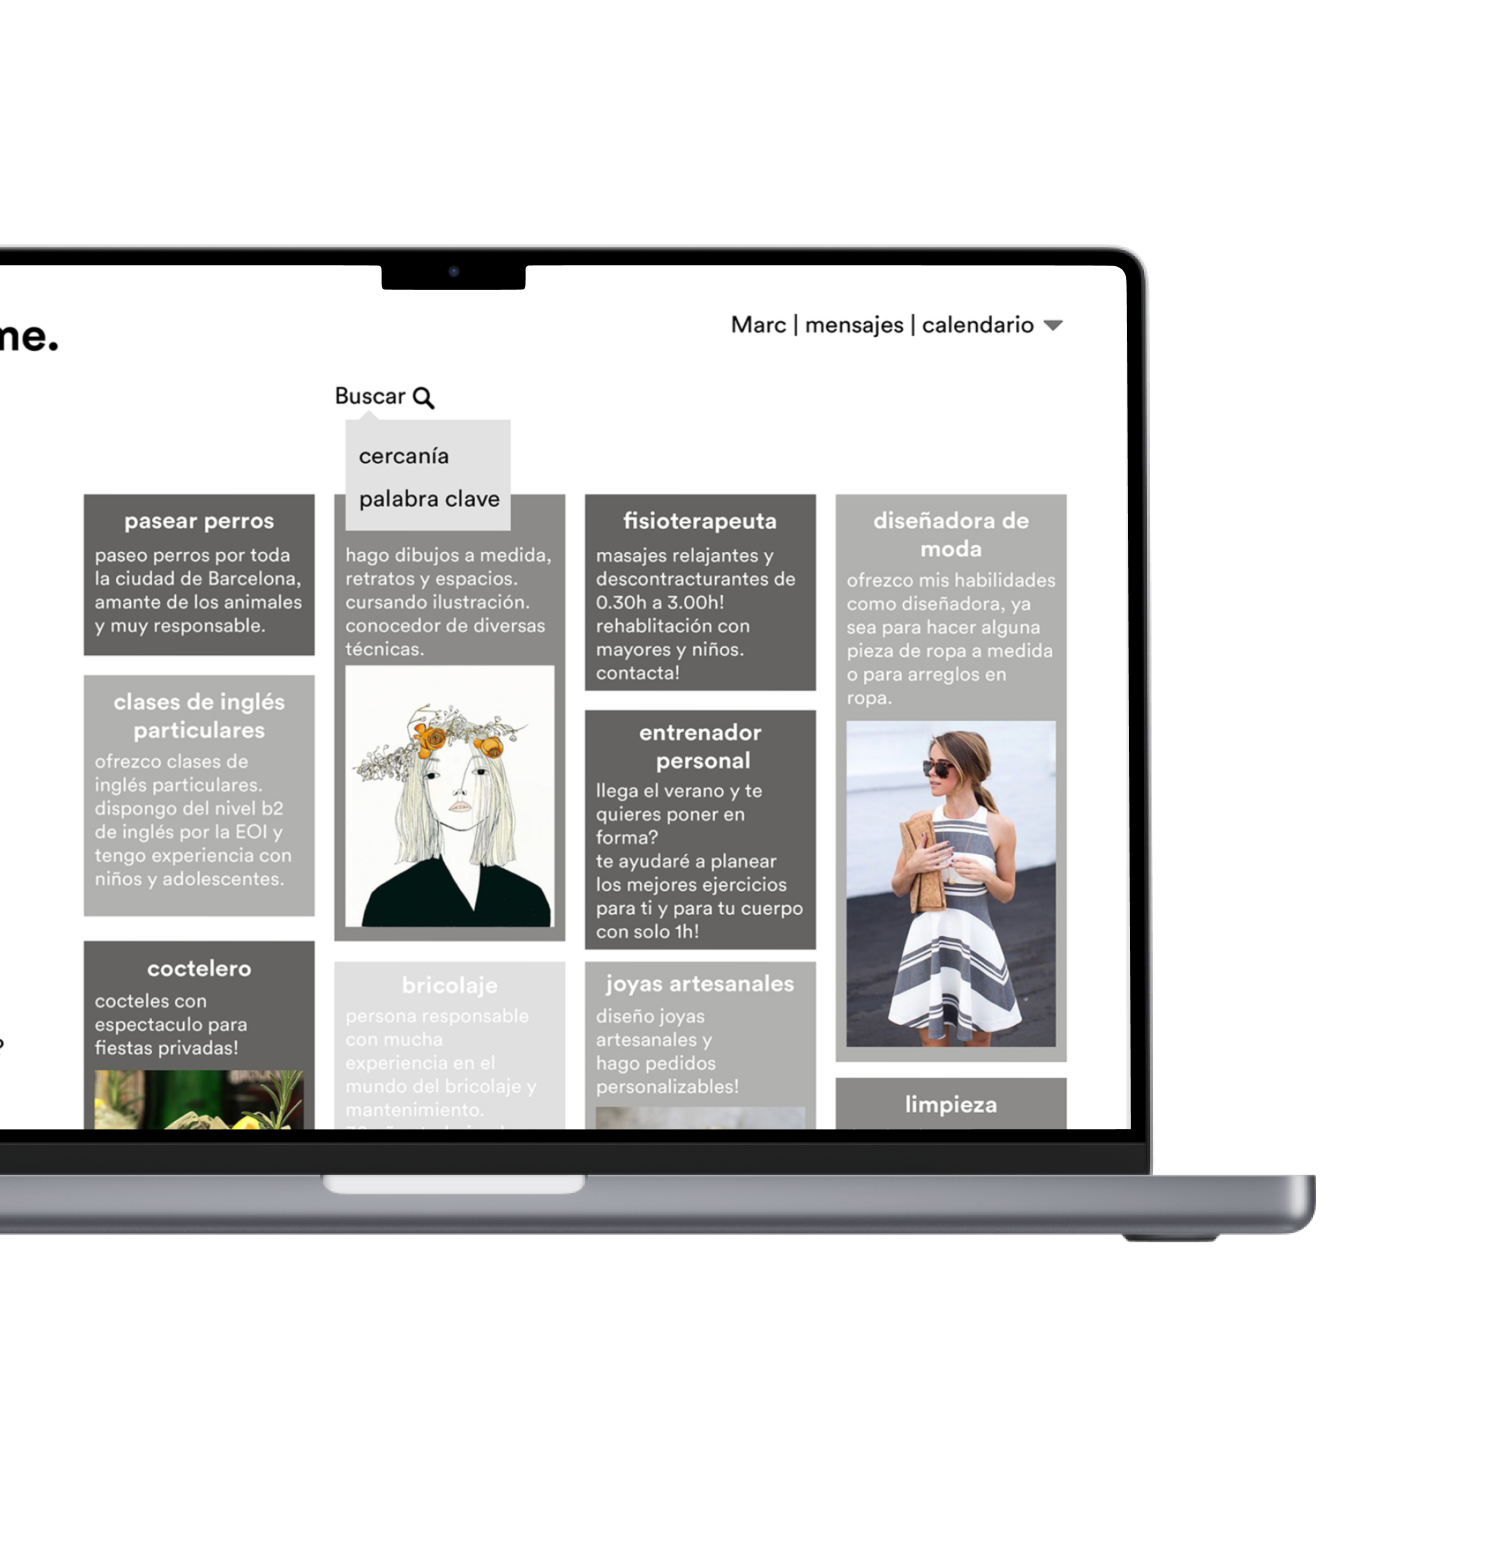 me.
Marc | mensajes | calendario
Buscar
cercanía
palabra clave
pasear perros
paseo perros por toda
la ciudad de Barcelona,
amante de los animales
y muy responsable.
clases de inglés
particulares
ofrezco clases de
inglés particulares.
dispongo del nivel b2
de inglés por la EOI y
tengo experiencia con
niños y adolescentes.
coctelero
cocteles con
espectaculo para
fiestas privadas!
?
hago dibujos a medida,
retratos y espacios.
cursando ilustración.
conocedor de diversas
técnicas.
bricolaje
persona responsable
con mucha
experiencia en el
mundo del bricolaje y
mantenimiento.
fisioterapeuta
masajes relajantes y
descontracturantes de
0.30h a 3.00h!
rehablitación con
mayores y niños.
contacta!
entrenador
personal
llega el verano y te
quieres poner en
forma?
te ayudaré a planear
los mejores ejercicios
para ti y para tu cuerpo
con solo 1h!
joyas artesanales
diseño joyas
artesanales y
hago pedidos
personalizables!
diseñadora de
moda
ofrezco mis habilidades
como diseñadora, ya
sea para hacer alguna
pieza de ropa a medida
o para arreglos en
ropa.
limpieza